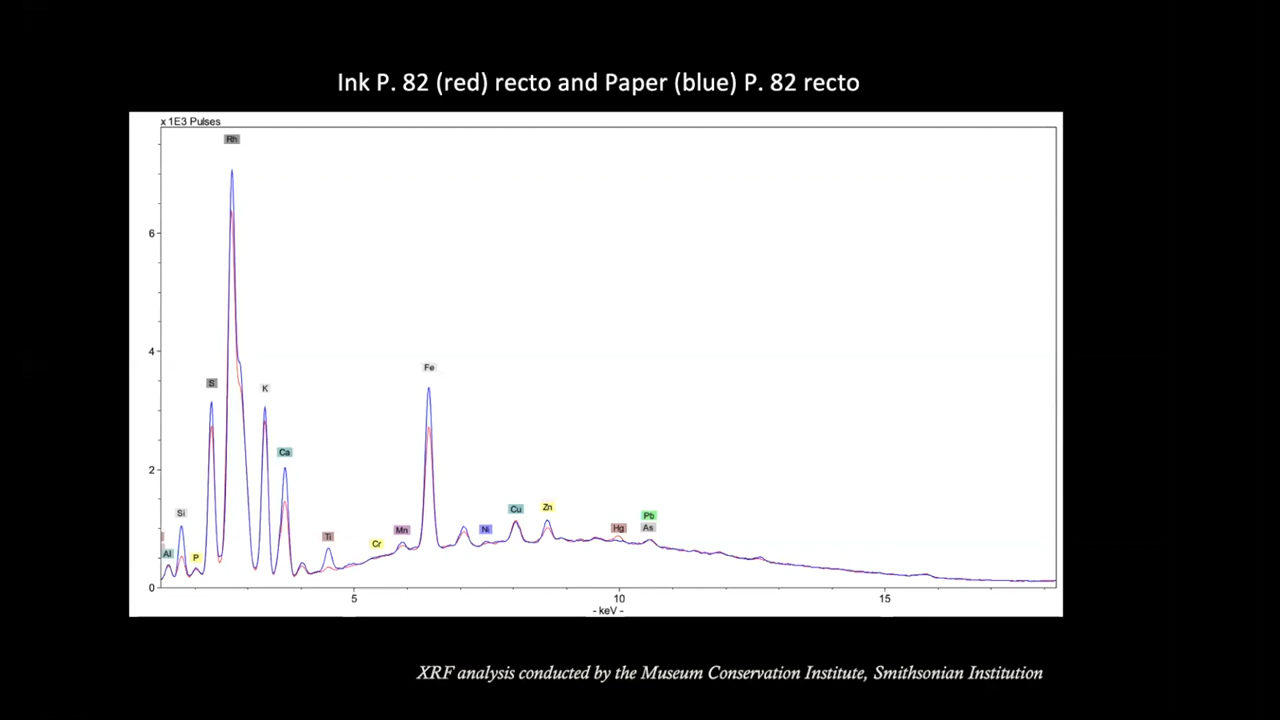 Ink P. 82 (red) recto and Paper (blue) P. 82 recto
x 1E3 Pulses
Rh
6
4
S
K
Fe
Ca
2
Si
Al
P
Ti
Cr
Mn
Ni
Cu
Zn
Hg
Pb
As
0
5
10
15
- keV -
XRF analysis conducted by the Museum Conservation Institute, Smithsonian Institution